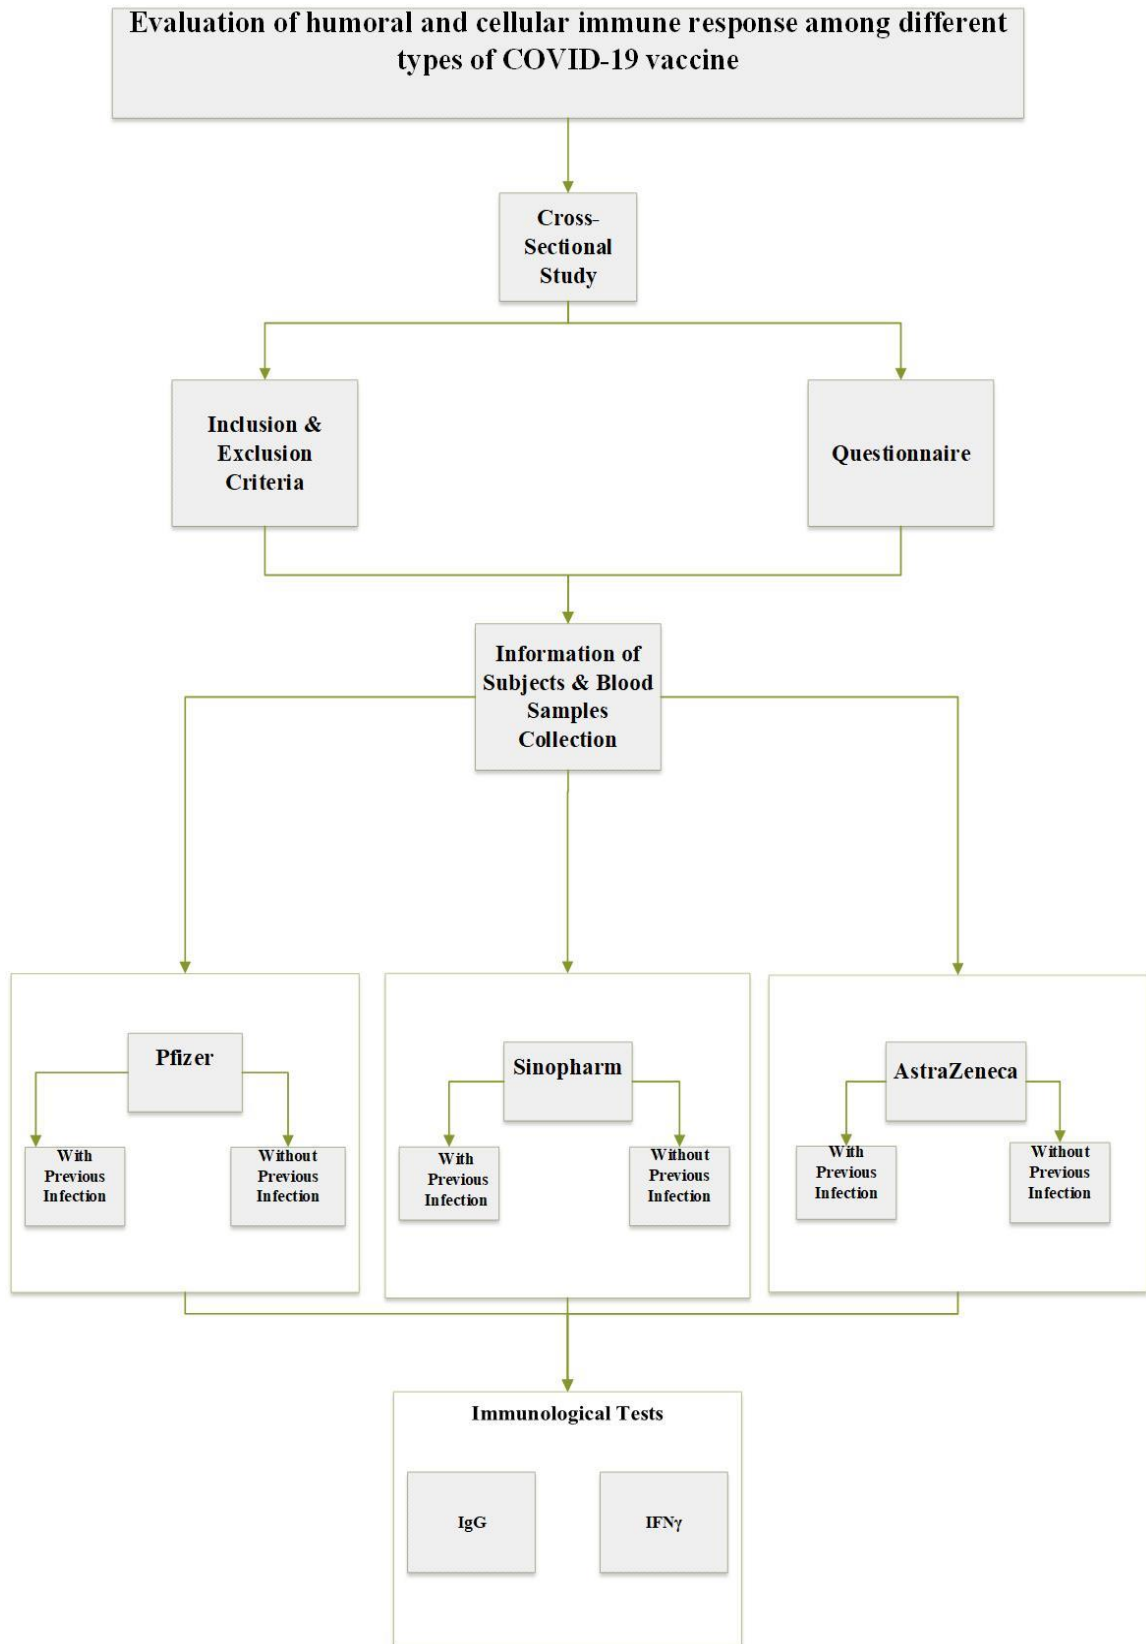 Evaluation of humoral and cellular immune response among different
types of COVID-19 vaccine
Cross-
Sectional
Study
Inclusion &
Exclusion
Criteria
Questionnaire
Information of
Subjects & Blood
Samples
Collection
Pfizer
With
Previous
Infection
Without
Previous
Infection
Sinopharm
With
Previous
Infection
Without
Previous
Infection
AstraZeneca
With
Previous
Infection
Without
Previous
Infection
Immunological Tests
IgG
IFNγ